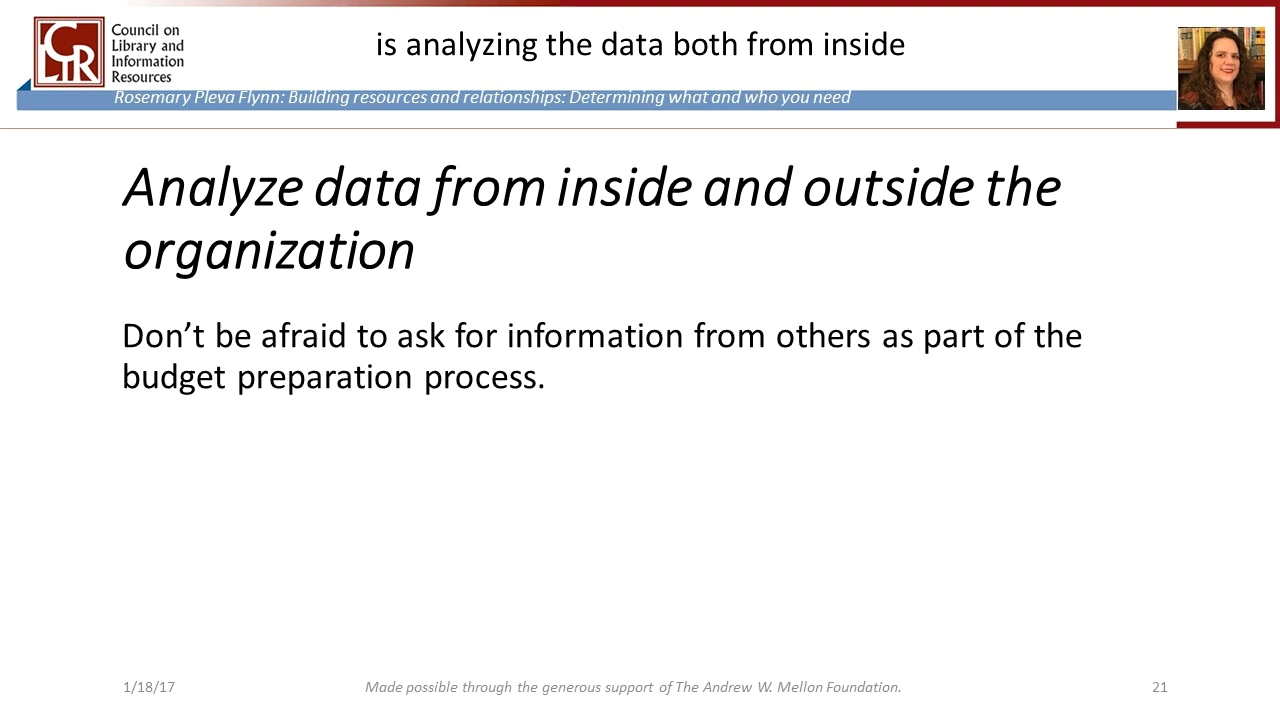 Council on
Library and
Information
Resources
is analyzing the data both from inside
Rosemary Pleva Flynn: Building resources and relationships: Determining what and who you need
Analyze data from inside and outside the
organization
Don’t be afraid to ask for information from others as part of the
budget preparation process.
1/18/17 Made possible through the generous support of The Andrew W. Mellon Foundation. 21